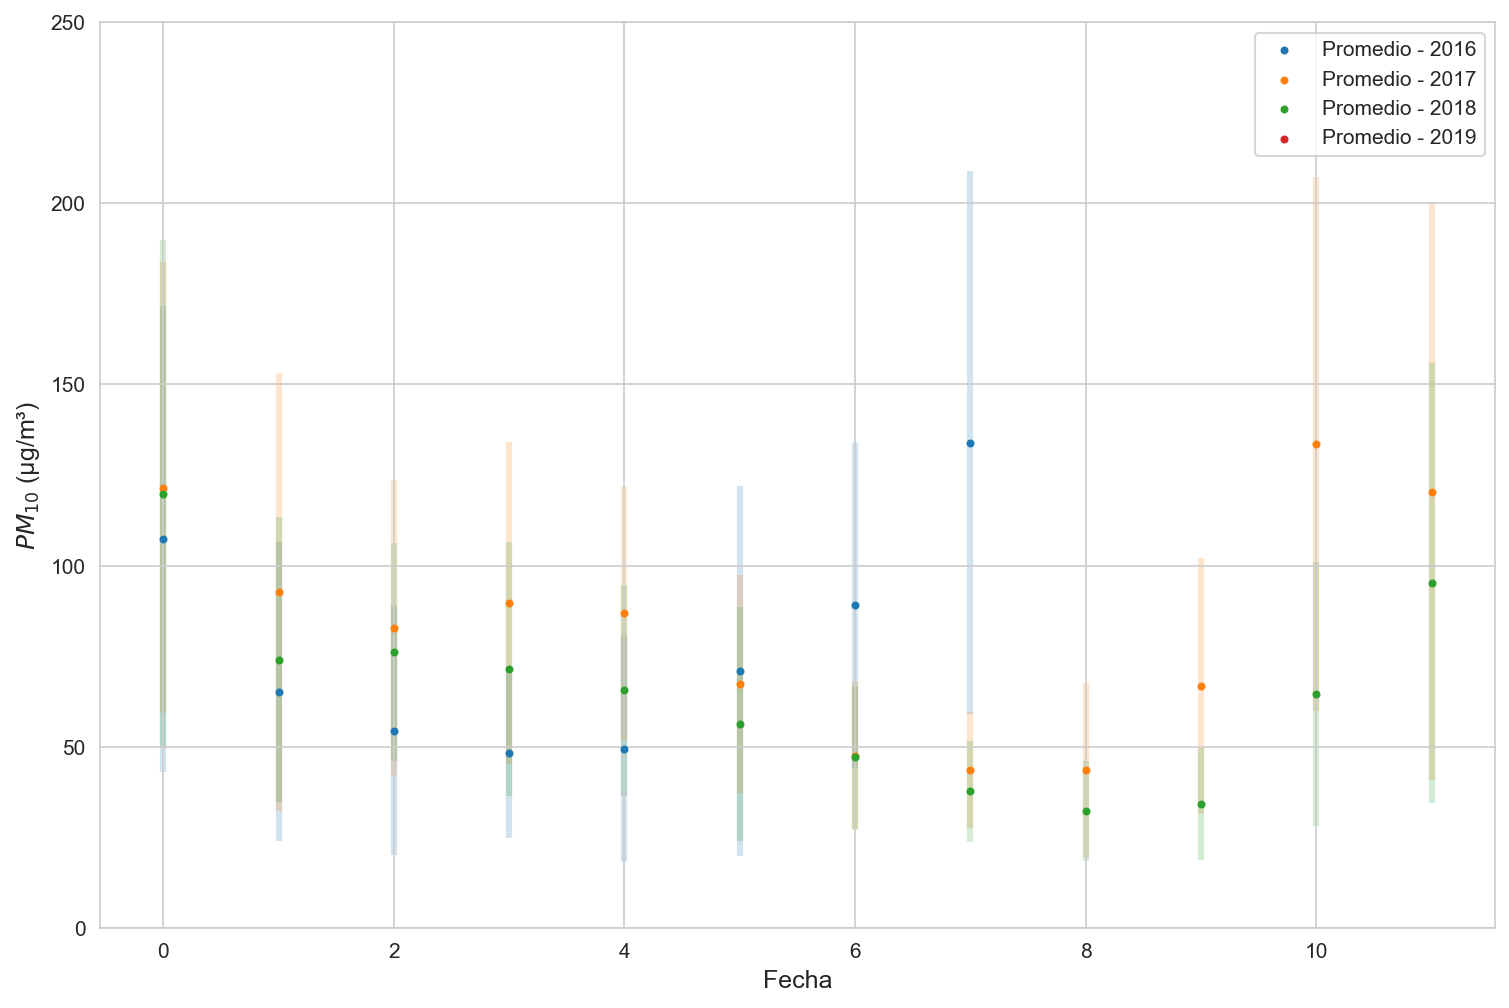 250
200
150
100
50
0
PM₁₀ (µg/m³)
Promedio - 2016
Promedio - 2017
Promedio - 2018
Promedio - 2019
0 2 4 6 8 10
Fecha